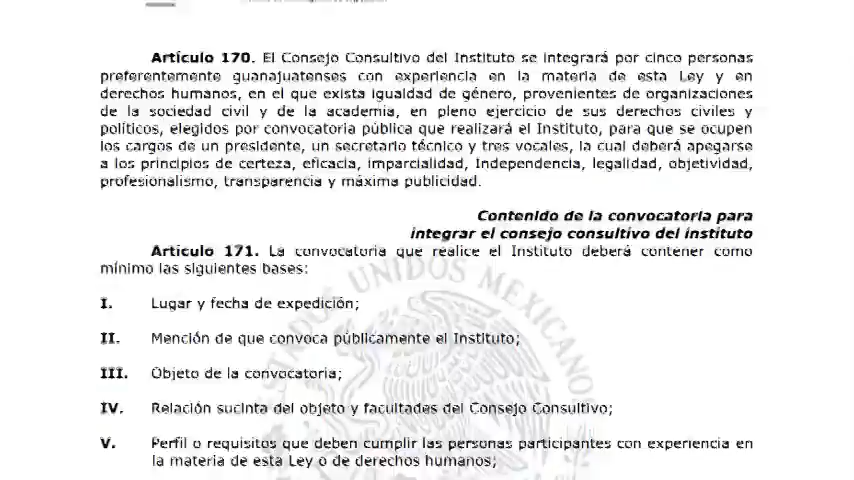 Artículo 170. El Consejo Consultivo del Instituto se integrará por cinco personas
preferentemente guanajuatenses con experiencia en la materia de esta Ley y en
derechos humanos, en el que exista igualdad de género, provenientes de organizaciones
de la sociedad civil y de la academia, en pleno ejercicio de sus derechos civiles y
políticos, elegidos por convocatoria pública que realizará el Instituto, para que se ocupen
los cargos de un presidente, un secretario técnico y tres vocales, la cual deberá apegarse
a los principios de certeza, eficacia, imparcialidad, Independencia, legalidad, objetividad,
profesionalismo, transparencia y máxima publicidad.
Contenido de la convocatoria para
integrar el consejo consultivo del instituto
Artículo 171. La convocatoria que realice el Instituto deberá contener como
mínimo las siguientes bases:
I. Lugar y fecha de expedición;
II. Mención de que convoca públicamente el Instituto;
III. Objeto de la convocatoria;
IV. Relación sucinta del objeto y facultades del Consejo Consultivo;
V. Perfil o requisitos que deben cumplir las personas participantes con experiencia en
la materia de esta Ley o de derechos humanos;
ESTADOS UNIDOS MEXICANOS